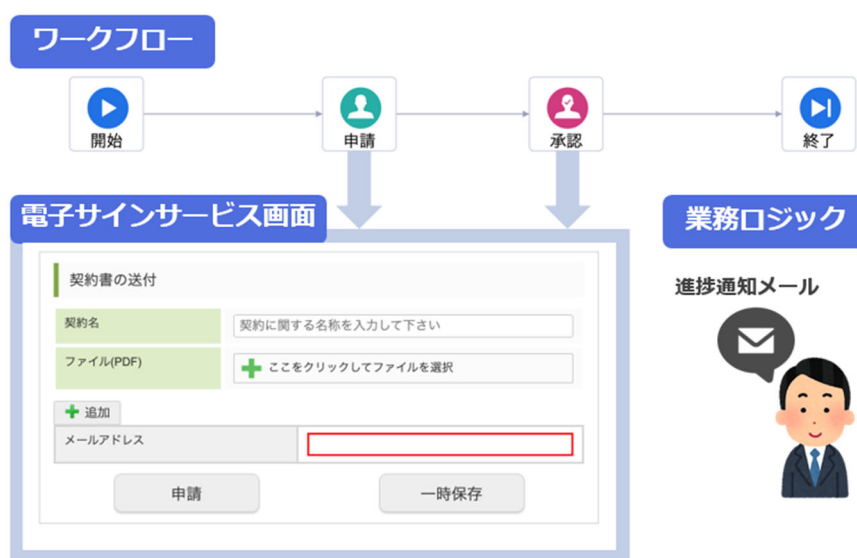 ワークフロー
開始
申請
承認
終了
電子サインサービス画面
業務ロジック
契約書の送付
進捗通知メール
契約名
契約に関する名称を入力して下さい
ファイル(PDF)
ここをクリックしてファイルを選択
追加
メールアドレス
申請
一時保存